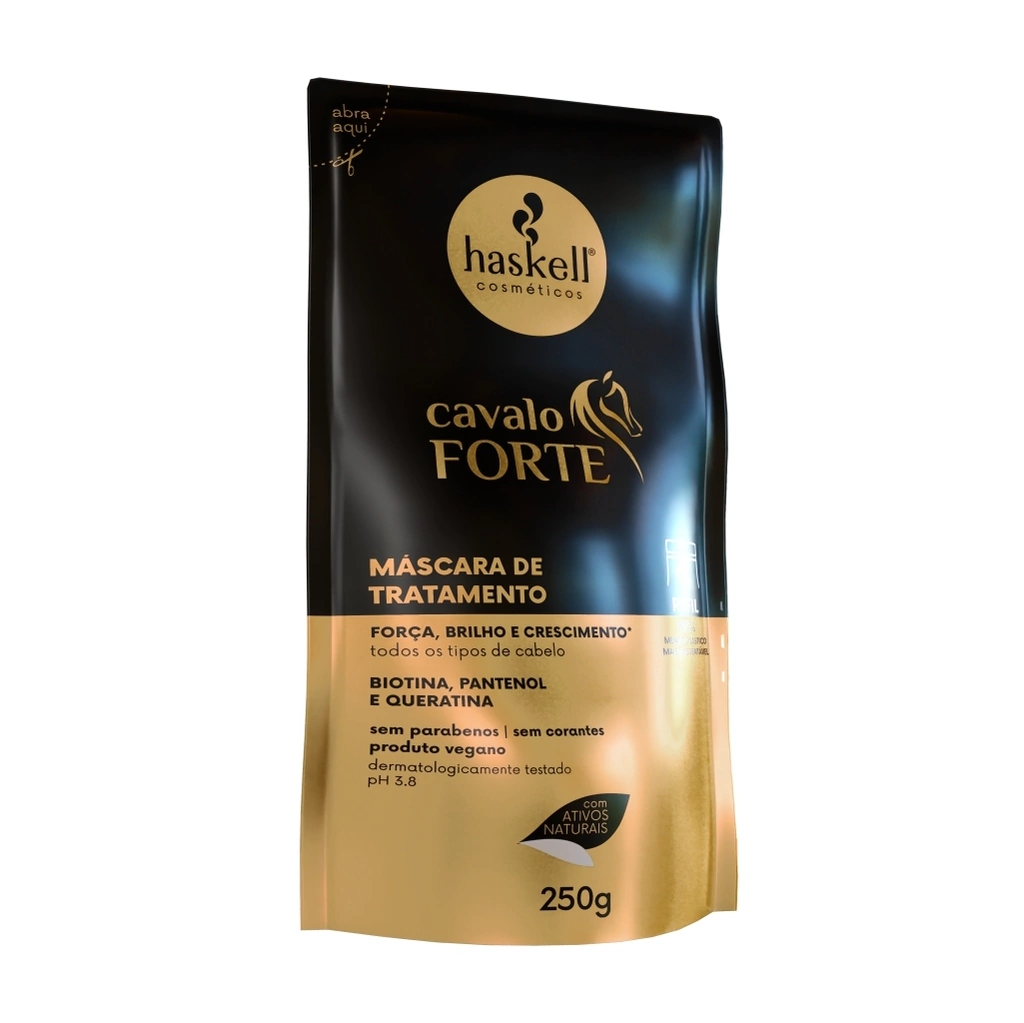 abra
aqui
haskell®
cosméticos
cavalo
FORTE
MÁSCARA DE
TRATAMENTO
FORÇA, BRILHO E CRESCIMENTO*
todos os tipos de cabelo
BIOTINA, PANTENOL
E QUERATINA
sem parabenos | sem corantes
produto vegano
dermatologicamente testado
pH 3.8
com
ATIVOS
NATURAIS
250g